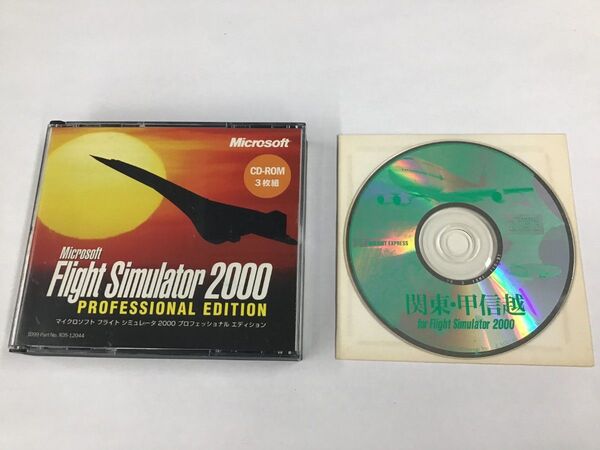 Microsoft
CD-ROM
3枚組
Microsoft
Flight Simulator 2000
PROFESSIONAL EDITION
マイクロソフト フライト シミュレータ 2000 プロフェッショナル エディション
関東・甲信越
for Flight Simulator 2000